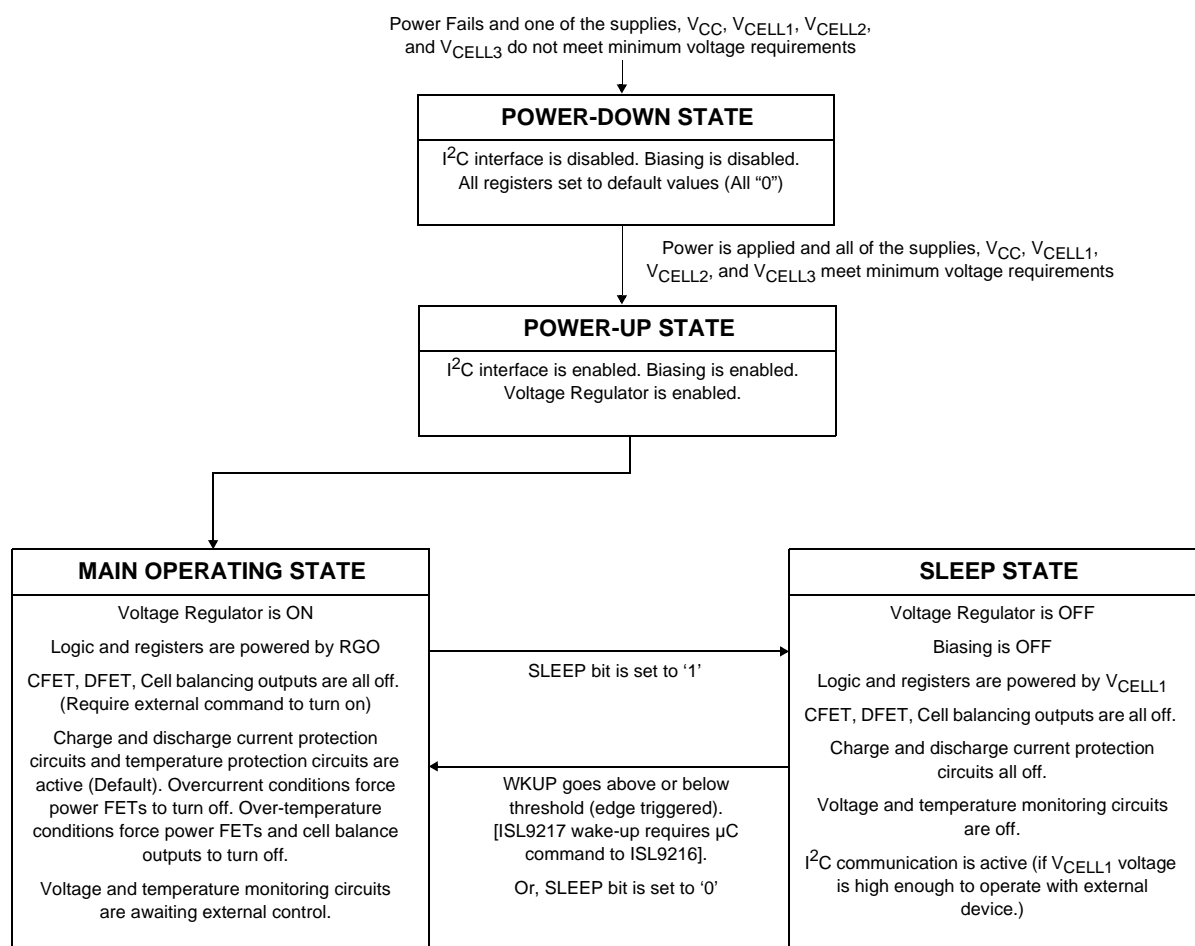 Power Fails and one of the supplies, VCC, VCELL1, VCELL2,
and VCELL3 do not meet minimum voltage requirements
POWER-DOWN STATE
I2C interface is disabled. Biasing is disabled.
All registers set to default values (All “0”)
Power is applied and all of the supplies, VCC, VCELL1,
VCELL2, and VCELL3 meet minimum voltage requirements
POWER-UP STATE
I2C interface is enabled. Biasing is enabled.
Voltage Regulator is enabled.
MAIN OPERATING STATE
Voltage Regulator is ON
Logic and registers are powered by RGO
CFET, DFET, Cell balancing outputs are all off.
(Require external command to turn on)
Charge and discharge current protection
circuits and temperature protection circuits are
active (Default). Overcurrent conditions force
power FETs to turn off. Over-temperature
conditions force power FETs and cell balance
outputs to turn off.
Voltage and temperature monitoring circuits
are awaiting external control.
SLEEP bit is set to ‘1’
WKUP goes above or below
threshold (edge triggered).
[ISL9217 wake-up requires µC
command to ISL9216].
Or, SLEEP bit is set to ‘0’
SLEEP STATE
Voltage Regulator is OFF
Biasing is OFF
Logic and registers are powered by VCELL1
CFET, DFET, Cell balancing outputs are all off.
Charge and discharge current protection
circuits all off.
Voltage and temperature monitoring circuits
are off.
I2C communication is active (if VCELL1 voltage
is high enough to operate with external
device.)